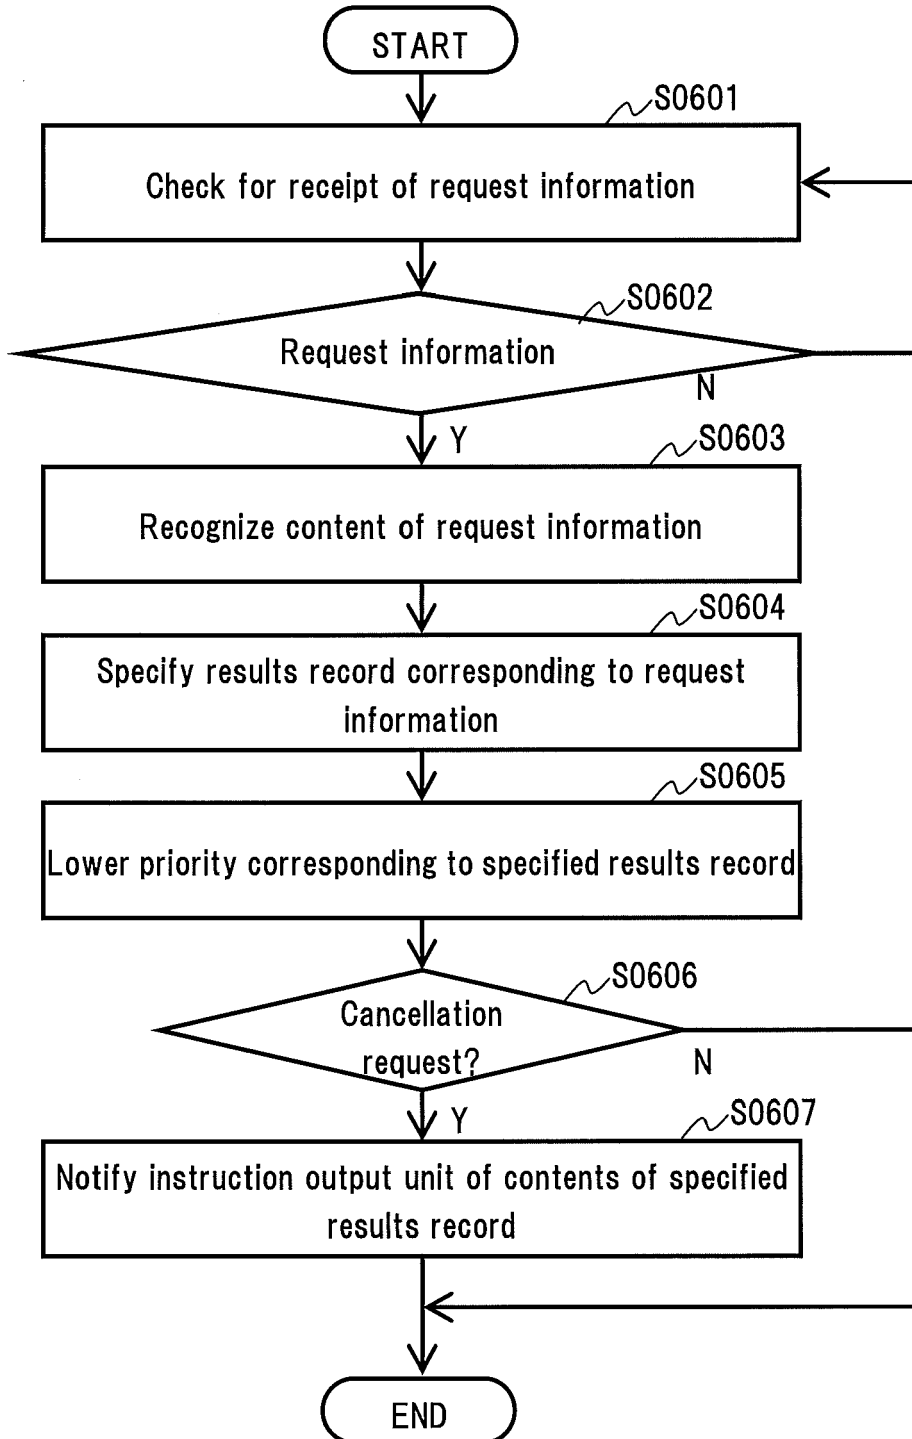 START
S0601
Check for receipt of request information
S0602
Request information
N
Y
S0603
Recognize content of request information
S0604
Specify results record corresponding to request
information
S0605
Lower priority corresponding to specified results record
S0606
Cancellation
request?
N
Y
S0607
Notify instruction output unit of contents of specified
results record
END